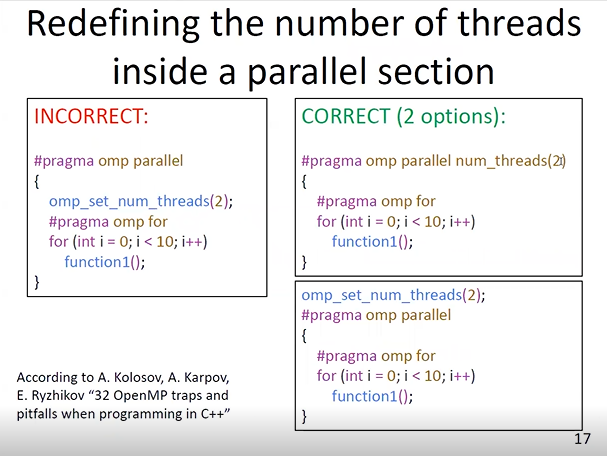 Redefining the number of threads
inside a parallel section
INCORRECT:
#pragma omp parallel
{
omp_set_num_threads(2);
#pragma omp for
for (int i = 0; i < 10; i++)
function1();
}
CORRECT (2 options):
#pragma omp parallel num_threads(2)
{
#pragma omp for
for (int i = 0; i < 10; i++)
function1();
}
omp_set_num_threads(2);
#pragma omp parallel
{
#pragma omp for
for (int i = 0; i < 10; i++)
function1();
}
According to A. Kolosov, A. Karpov,
E. Ryzhikov “32 OpenMP traps and
pitfalls when programming in C++”
17